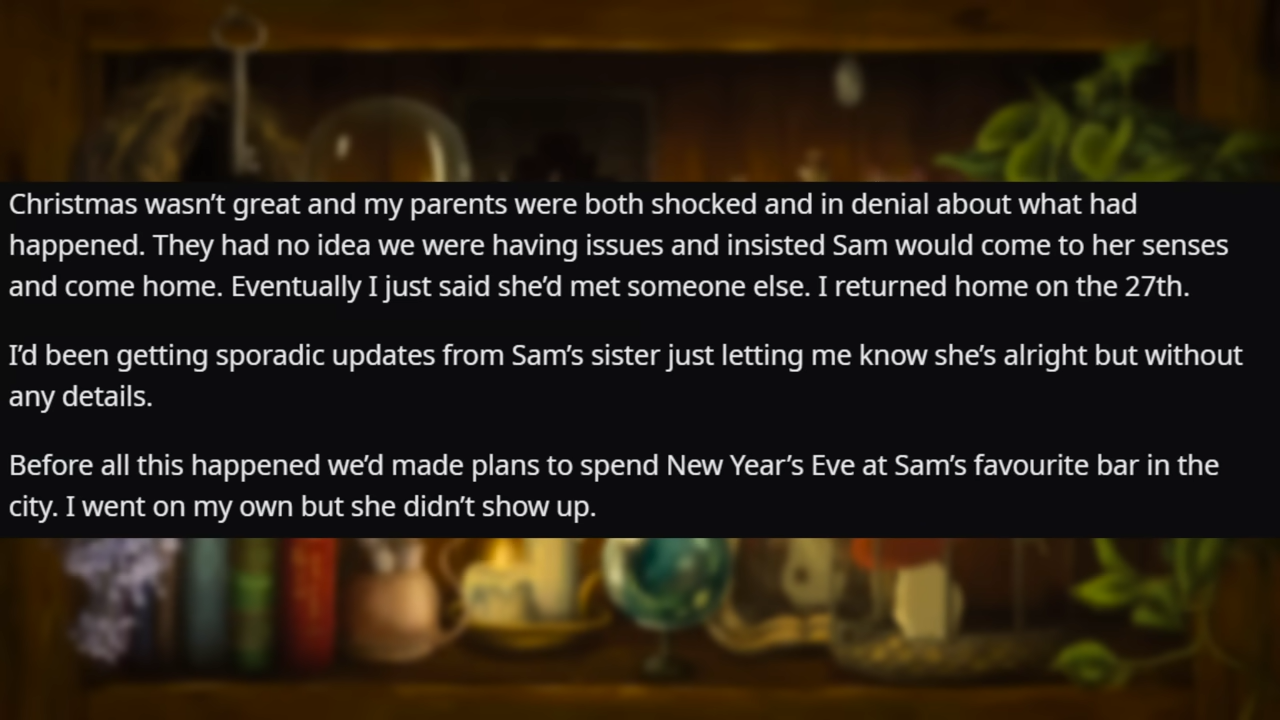 Christmas wasn’t great and my parents were both shocked and in denial about what had
happened. They had no idea we were having issues and insisted Sam would come to her senses
and come home. Eventually I just said she’d met someone else. I returned home on the 27th.
I’d been getting sporadic updates from Sam’s sister just letting me know she’s alright but without
any details.
Before all this happened we’d made plans to spend New Year’s Eve at Sam’s favourite bar in the
city. I went on my own but she didn’t show up.